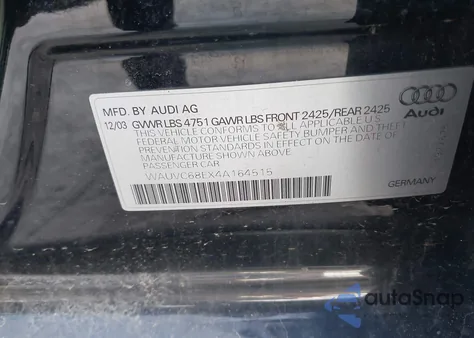 MFD. BY AUDI AG
12/03 GVWR LBS 4751 GAWR LBS FRONT 2425/REAR 2425
THIS VEHICLE CONFORMS TO ALL APPLICABLE U.S.
FEDERAL MOTOR VEHICLE SAFETY BUMPER AND THEFT
PREVENTION STANDARDS IN EFFECT ON THE DATE OF
MANUFACTURE SHOWN ABOVE.
PASSENGER CAR
WAUVC68EX4A164515
Audi
GERMANY
autoSnap